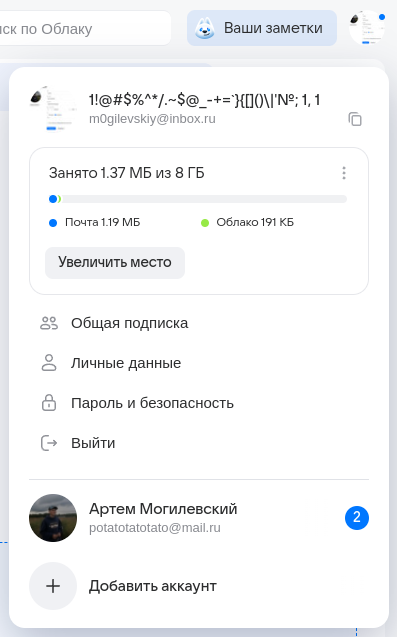 ск по Облаку
Ваши заметки
1!@#$%^*/.~$@_-+=`}{[]()\|'№; 1, 1
m0gilevskiy@inbox.ru
Занято 1.37 МБ из 8 ГБ
Почта 1.19 МБ
Облако 191 КБ
Увеличить место
Общая подписка
Личные данные
Пароль и безопасность
Выйти
Артем Могилевский
2
potatotatotato@mail.ru
Добавить аккаунт